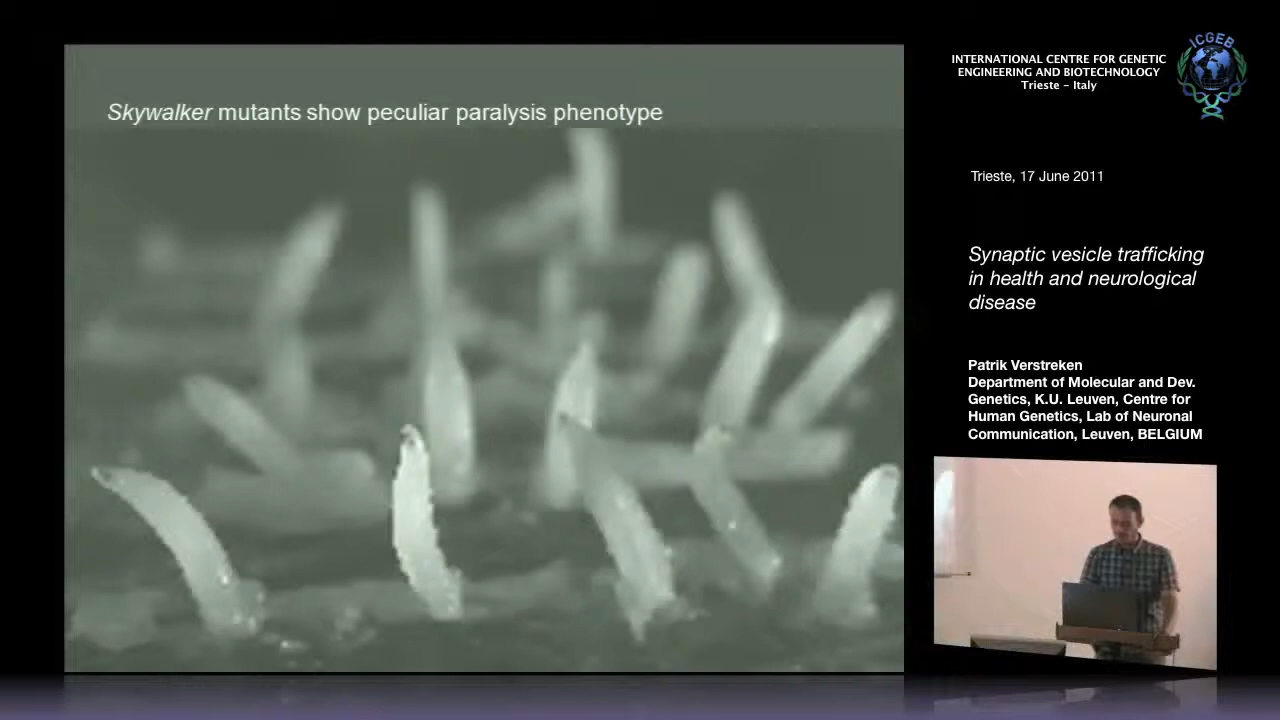 Skywalker mutants show peculiar paralysis phenotype
INTERNATIONAL CENTRE FOR GENETIC
ENGINEERING AND BIOTECHNOLOGY
Trieste - Italy
ICGEB
Trieste, 17 June 2011
Synaptic vesicle trafficking
in health and neurological
disease
Patrik Verstreken
Department of Molecular and Dev.
Genetics, K.U. Leuven, Centre for
Human Genetics, Lab of Neuronal
Communication, Leuven, BELGIUM